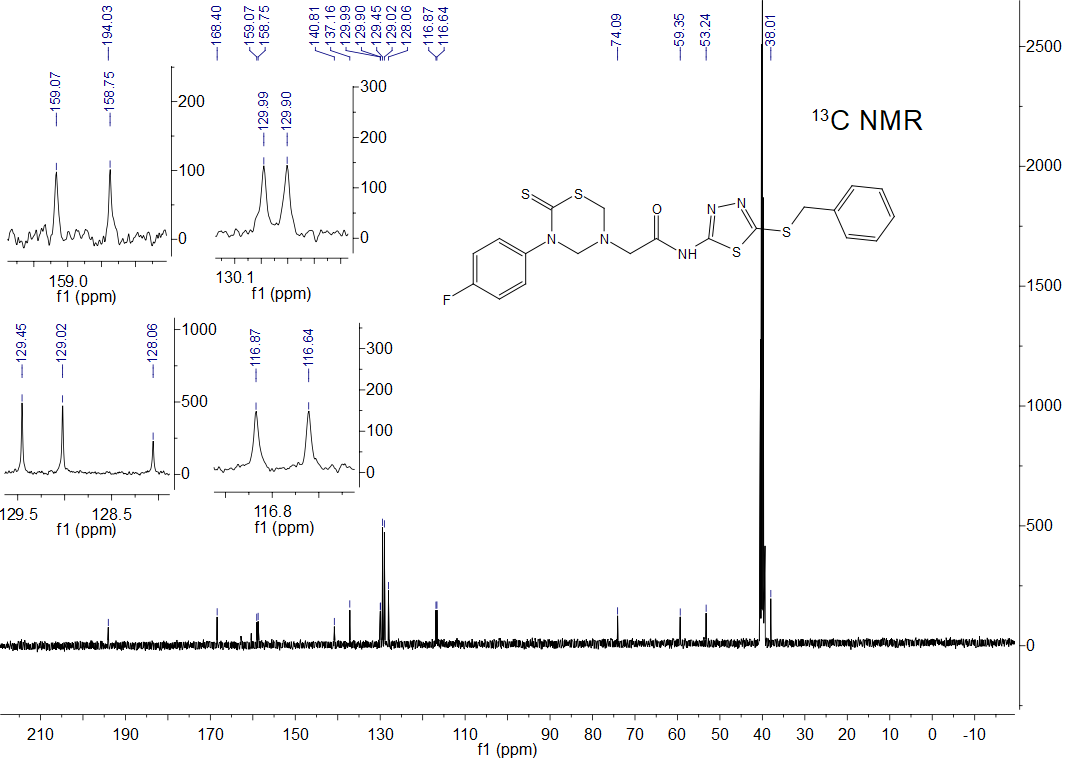 194.03
168.40
159.07
158.75
140.81
137.16
129.99
129.90
129.45
129.02
128.06
116.87
116.64
74.09
59.35
53.24
38.01
159.07
158.75
200
100
0
159.0
f1 (ppm)
129.99
129.90
300
200
100
0
130.1
f1 (ppm)
129.45
129.02
128.06
1000
500
0
129.5 128.5
f1 (ppm)
116.87
116.64
300
200
100
0
116.8
f1 (ppm)
13C NMR
S
S
N
N
F
O
NH
N
N
S
S
2500
2000
1500
1000
500
0
210 190 170 150 130 110 90 80 70 60 50 40 30 20 10 0 -10
f1 (ppm)